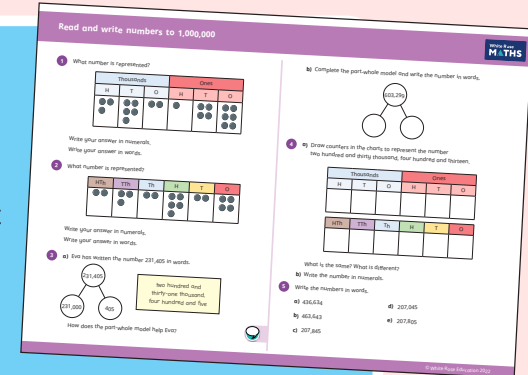 Read and write numbers to 1,000,000
White Rose
MATHS
1 What number is represented?
Thousands Ones
H T O H T O
Write your answer in numerals.
Write your answer in words.
2 What number is represented?
HTh TTh Th H T O
Write your answer in numerals.
Write your answer in words.
3 a) Eva has written the number 231,405 in words.
231,405
231,000 405
two hundred and
thirty-one thousand,
four hundred and five
How does the part-whole model help Eva?
b) Complete the part-whole model and write the number in words.
603,290
4 a) Draw counters in the charts to represent the number
two hundred and thirty thousand, four hundred and thirteen.
Thousands Ones
H T O H T O
HTh TTh Th H T O
What is the same? What is different?
b) Write the number in numerals.
5 Write the numbers in words.
a) 436,634
b) 463,643
c) 207,845
d) 207,045
e) 207,805
© White Rose Education 2022